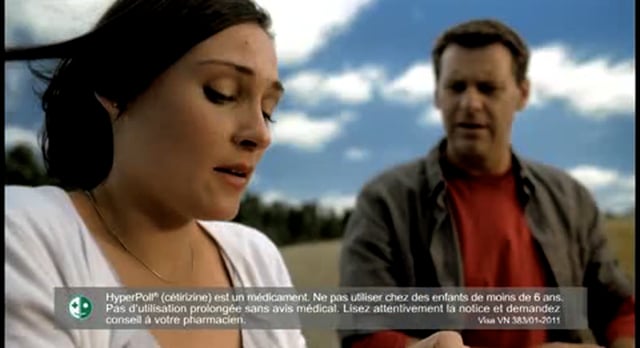 HyperPoll® (cétirizine) est un médicament. Ne pas utiliser chez des enfants de moins de 6 ans.
Pas d'utilisation prolongée sans avis médical. Lisez attentivement la notice et demandez
conseil à votre pharmacien. Visa VN 383/01-2011